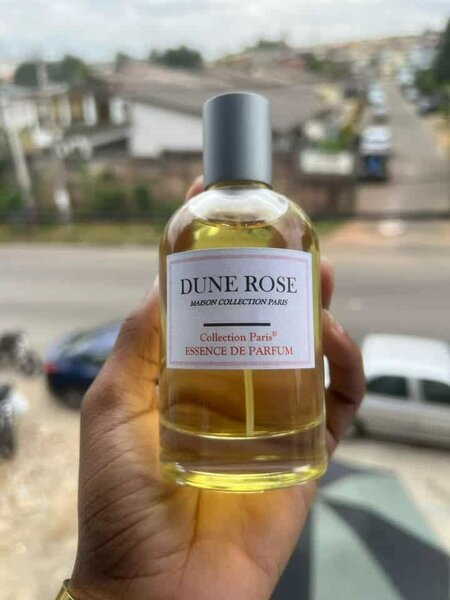 DUNE ROSE
MAISON COLLECTION PARIS
Collection Paris®
ESSENCE DE PARFUM